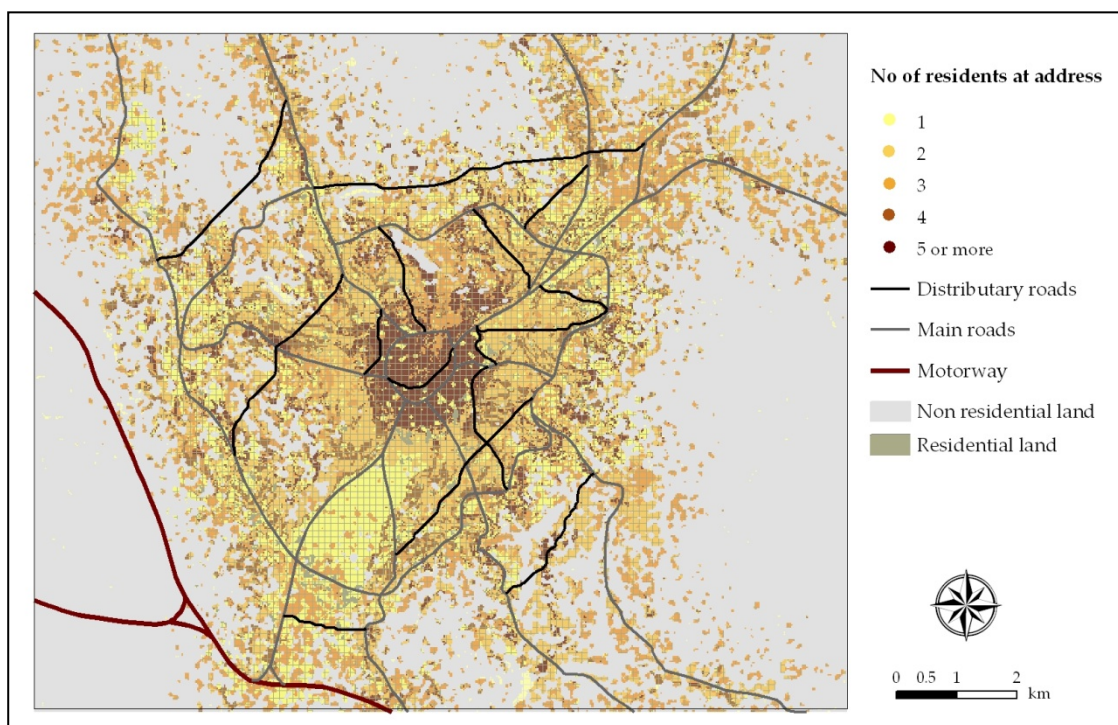 No of residents at address
1
2
3
4
5 or more
Distributary roads
Main roads
Motorway
Non residential land
Residential land
0 0.5 1 2
km